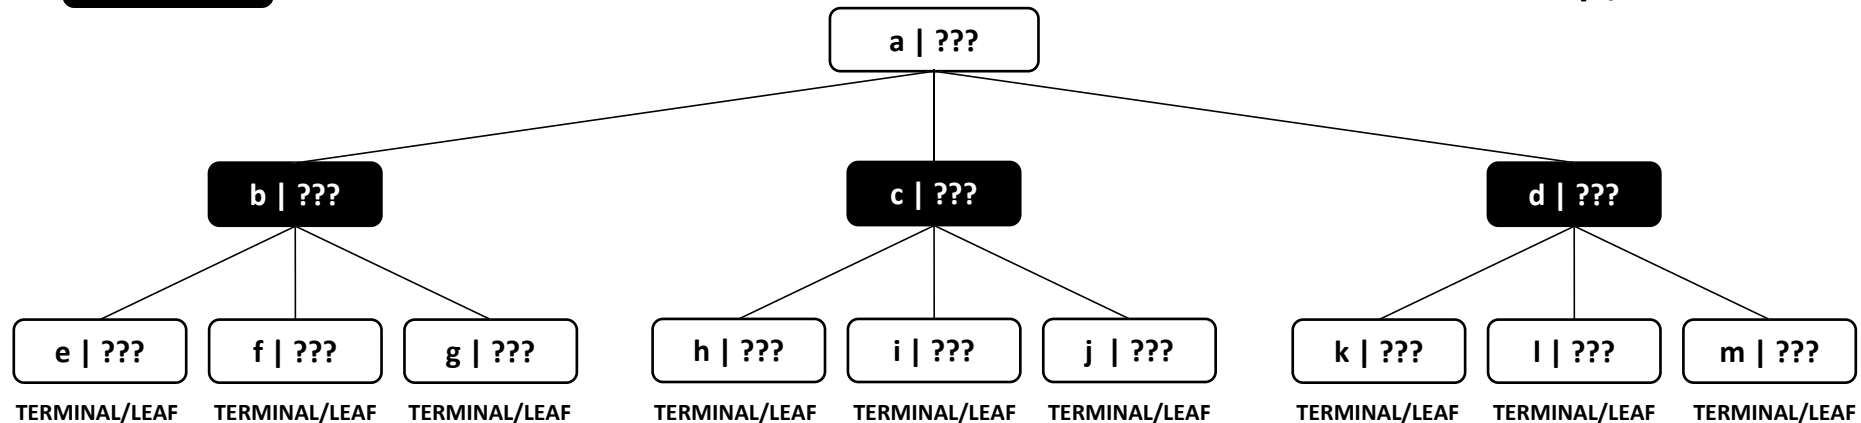 a | ???
b | ???
c | ???
d | ???
e | ???
f | ???
g | ???
h | ???
i | ???
j | ???
k | ???
l | ???
m | ???
TERMINAL/LEAF
TERMINAL/LEAF
TERMINAL/LEAF
TERMINAL/LEAF
TERMINAL/LEAF
TERMINAL/LEAF
TERMINAL/LEAF
TERMINAL/LEAF
TERMINAL/LEAF